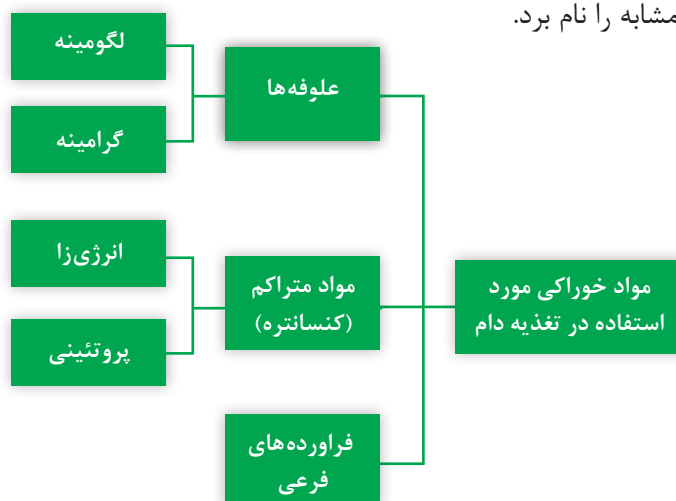 مشابه را نام برد.
مواد خوراکی مورد
استفاده در تغذیه دام
علوفه‌ها
لگومینه
گرامینه
مواد متراکم
(کنسانتره)
انرژی‌زا
پروتئینی
فراورده‌های
فرعی